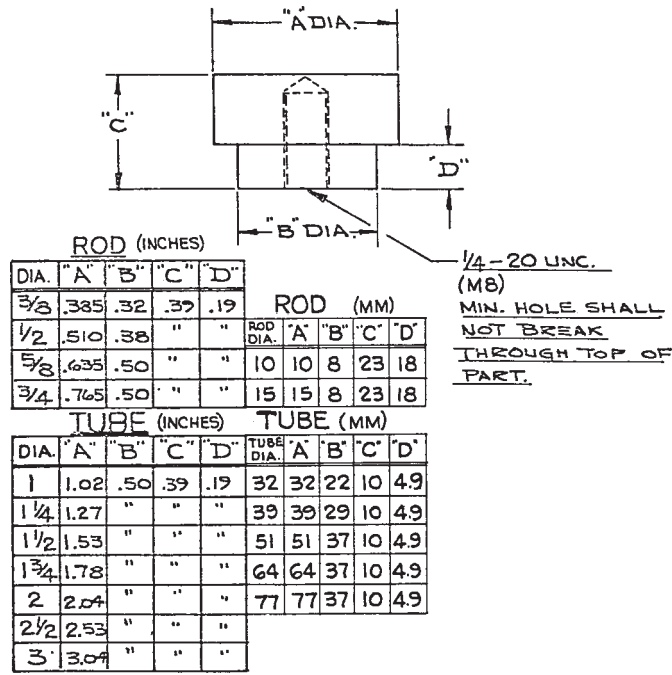 "A" DIA.
"C"
"D"
"B" DIA.
1/4-20 UNC.
(M8)
MIN. HOLE SHALL
NOT BREAK
THROUGH TOP OF
PART.
ROD (INCHES)
DIA. "A" "B" "C" "D"
3/8 .385 .32 .39 .19
1/2 .510 .38 " "
5/8 .635 .50 " "
3/4 .765 .50 " "
ROD (MM)
ROD DIA. "A" "B" "C" "D"
10 10 8 23 18
15 15 8 23 18
TUBE (INCHES)
DIA. "A" "B" "C" "D"
1 1.02 .50 .39 .19
1 1/4 1.27 " " "
1 1/2 1.53 " " "
1 3/4 1.78 " " "
2 2.04 " " "
2 1/2 2.53 " " "
3 3.04 " " "
TUBE (MM)
TUBE DIA. "A" "B" "C" "D"
32 32 22 10 4.9
39 39 29 10 4.9
51 51 37 10 4.9
64 64 37 10 4.9
77 77 37 10 4.9